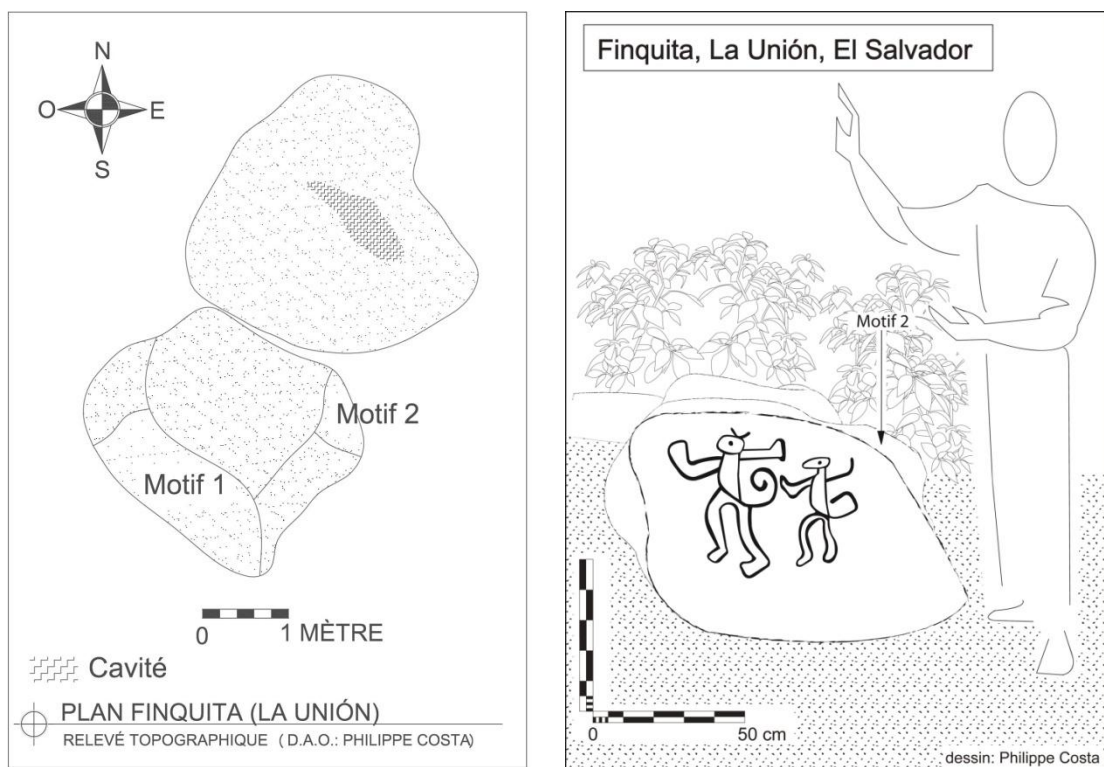 N
O E
S
Motif 2
Motif 1
0 1 MÈTRE
Cavité
PLAN FINQUITA (LA UNIÓN)
RELEVÉ TOPOGRAPHIQUE ( D.A.O.: PHILIPPE COSTA)
Finquita, La Unión, El Salvador
Motif 2
0 50 cm
dessin: Philippe Costa